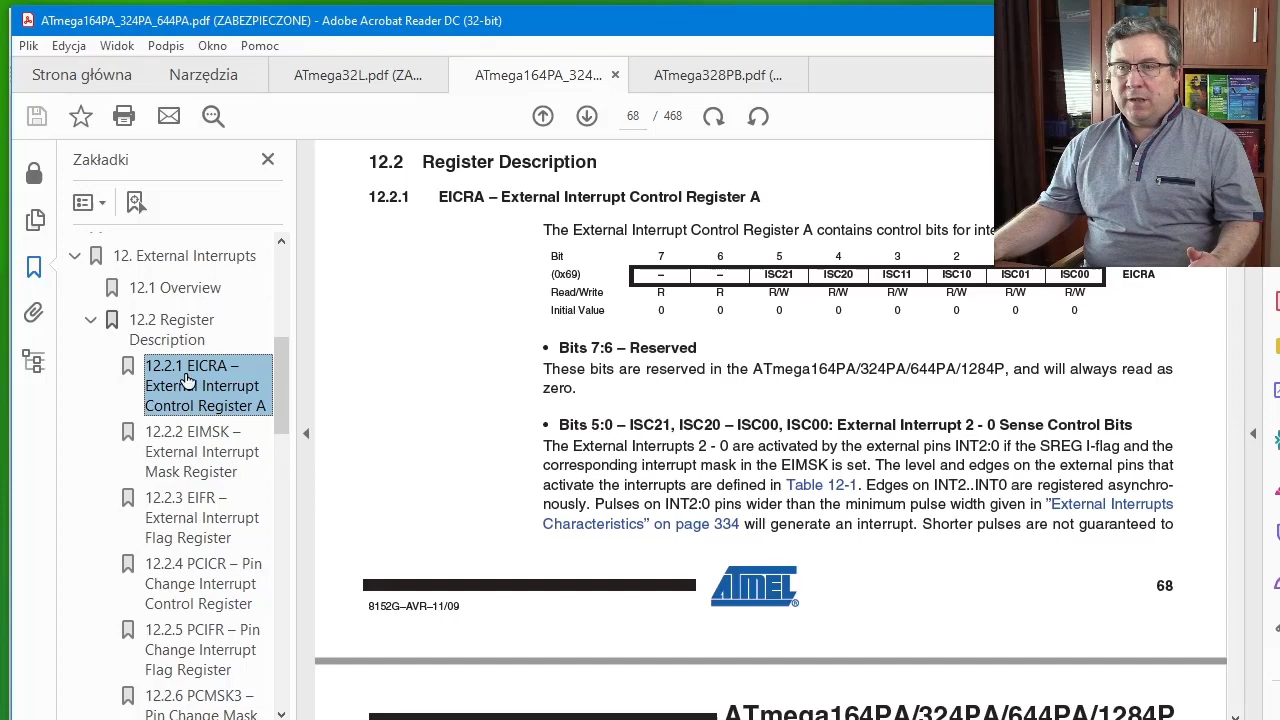 ATmega164PA_324PA_644PA.pdf (ZABEZPIECZONE) - Adobe Acrobat Reader DC (32-bit)
Plik Edycja Widok Podpis Okno Pomoc
Strona główna Narzędzia ATmega32L.pdf (ZA... ATmega164PA_324... × ATmega328PB.pdf (...
68 / 468
Zakładki
12. External Interrupts
12.1 Overview
12.2 Register
Description
12.2.1 EICRA –
External Interrupt
Control Register A
12.2.2 EIMSK –
External Interrupt
Mask Register
12.2.3 EIFR –
External Interrupt
Flag Register
12.2.4 PCICR – Pin
Change Interrupt
Control Register
12.2.5 PCIFR – Pin
Change Interrupt
Flag Register
12.2.6 PCMSK3 –
Pin Change Mask
12.2 Register Description
12.2.1 EICRA – External Interrupt Control Register A
The External Interrupt Control Register A contains control bits for
Bit 7 6 5 4 3 2
(0x69) – – ISC21 ISC20 ISC11 ISC10 ISC01 ISC00 EICRA
Read/Write R R R/W R/W R/W R/W R/W R/W
Initial Value 0 0 0 0 0 0 0 0
• Bits 7:6 – Reserved
These bits are reserved in the ATmega164PA/324PA/644PA/1284P, and will always read as
zero.
• Bits 5:0 – ISC21, ISC20 – ISC00, ISC00: External Interrupt 2 - 0 Sense Control Bits
The External Interrupts 2 - 0 are activated by the external pins INT2:0 if the SREG I-flag and the
corresponding interrupt mask in the EIMSK is set. The level and edges on the external pins that
activate the interrupts are defined in Table 12-1. Edges on INT2..INT0 are registered asynchro-
nously. Pulses on INT2:0 pins wider than the minimum pulse width given in ”External Interrupts
Characteristics” on page 334 will generate an interrupt. Shorter pulses are not guaranteed to
ATMEL ®
68
8152G–AVR–11/09
ATmega164PA/324PA/644PA/1284P